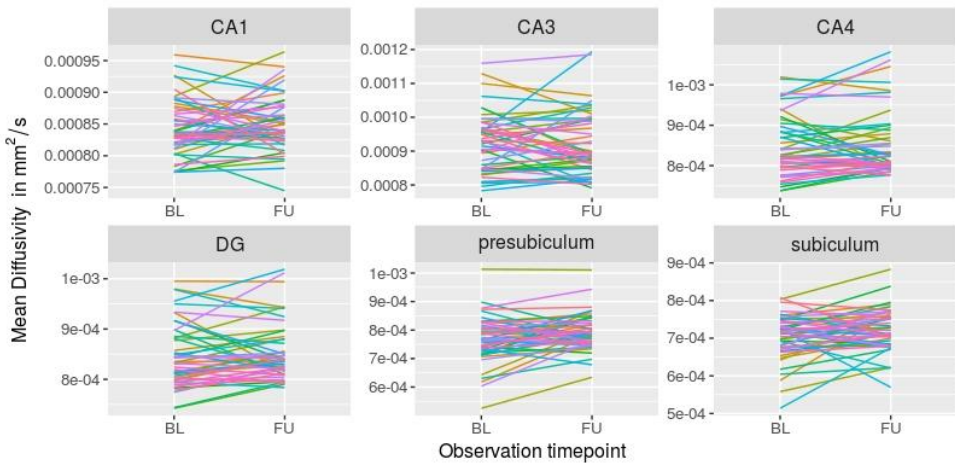 CA1
CA3
CA4
0.00095
0.00090
0.00085
0.00080
0.00075
0.0012
0.0011
0.0010
0.0009
0.0008
1e-03
9e-04
8e-04
BL
FU
BL
FU
BL
FU
Mean Diffusivity in mm²/s
DG
presubiculum
subiculum
1e-03
9e-04
8e-04
1e-03
9e-04
8e-04
7e-04
6e-04
9e-04
8e-04
7e-04
6e-04
5e-04
BL
FU
BL
FU
BL
FU
Observation timepoint